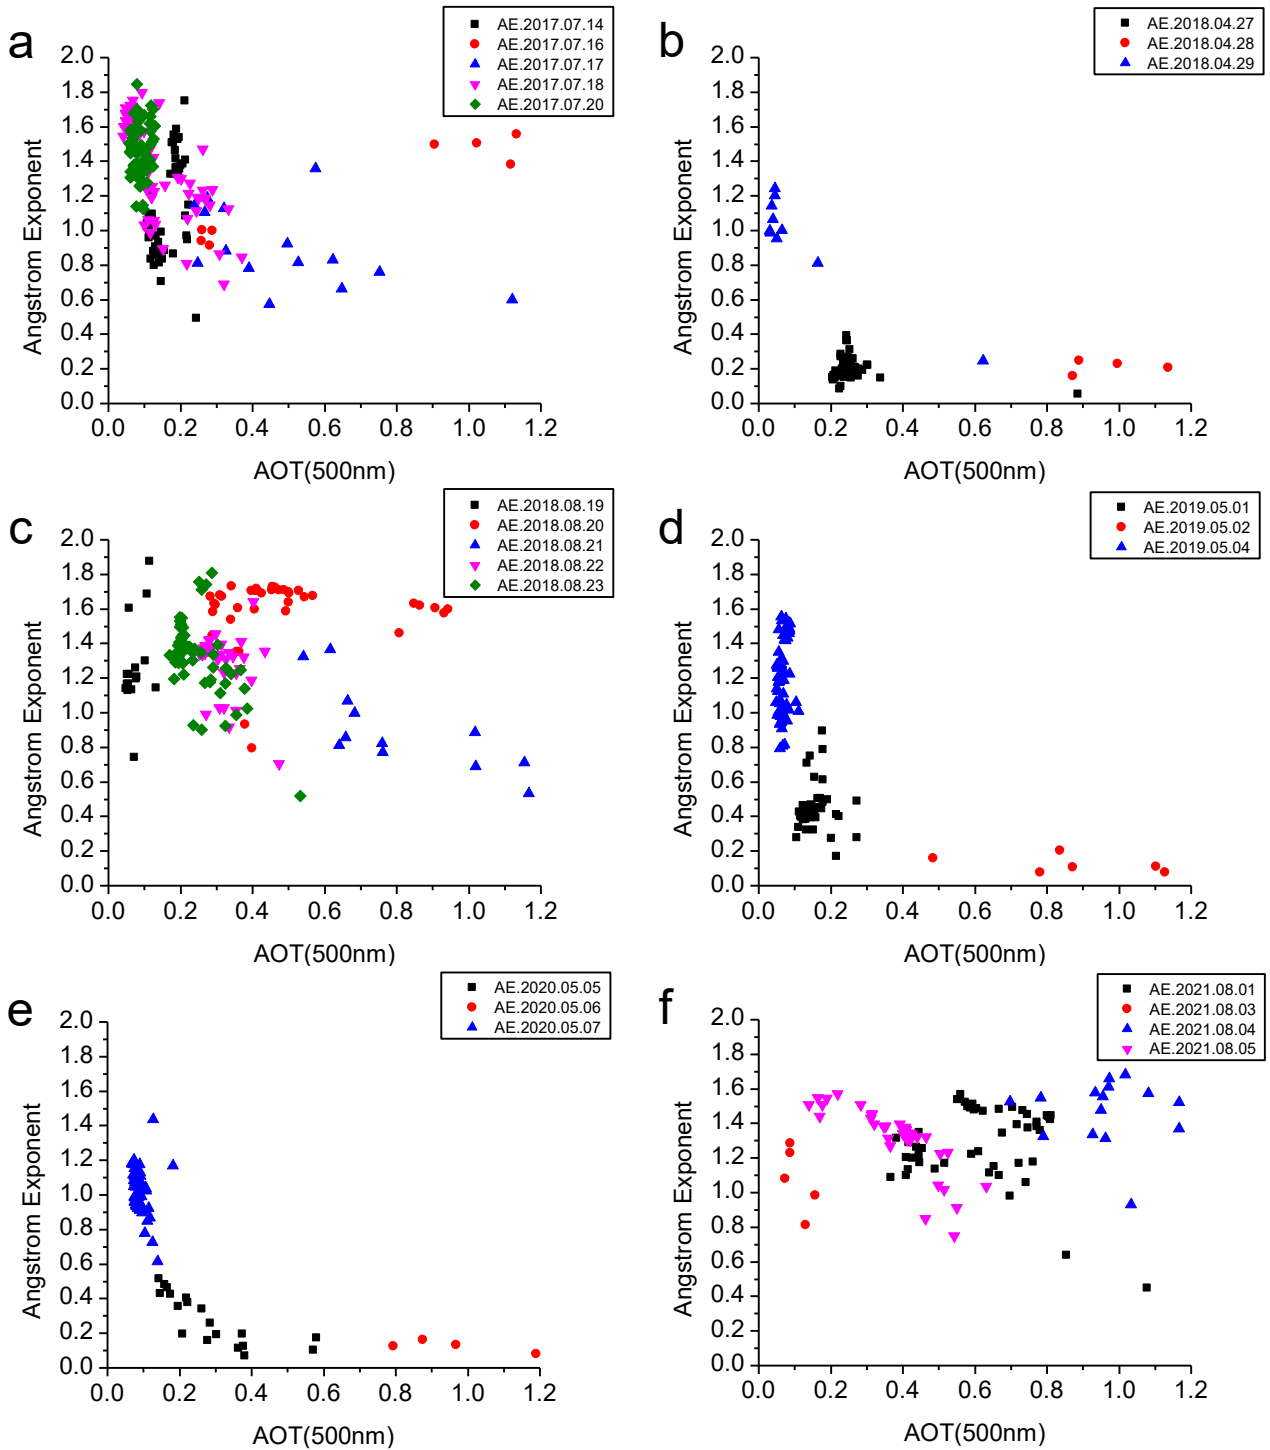 a
AE.2017.07.14
AE.2017.07.16
AE.2017.07.17
AE.2017.07.18
AE.2017.07.20
2.0
1.8
1.6
1.4
1.2
1.0
0.8
0.6
0.4
0.2
0.0
Angstrom Exponent
0.0 0.2 0.4 0.6 0.8 1.0 1.2
AOT(500nm)
b
AE.2018.04.27
AE.2018.04.28
AE.2018.04.29
2.0
1.8
1.6
1.4
1.2
1.0
0.8
0.6
0.4
0.2
0.0
Angstrom Exponent
0.0 0.2 0.4 0.6 0.8 1.0 1.2
AOT(500nm)
c
AE.2018.08.19
AE.2018.08.20
AE.2018.08.21
AE.2018.08.22
AE.2018.08.23
2.0
1.8
1.6
1.4
1.2
1.0
0.8
0.6
0.4
0.2
0.0
Angstrom Exponent
0.0 0.2 0.4 0.6 0.8 1.0 1.2
AOT(500nm)
d
AE.2019.05.01
AE.2019.05.02
AE.2019.05.04
2.0
1.8
1.6
1.4
1.2
1.0
0.8
0.6
0.4
0.2
0.0
Angstrom Exponent
0.0 0.2 0.4 0.6 0.8 1.0 1.2
AOT(500nm)
e
AE.2020.05.05
AE.2020.05.06
AE.2020.05.07
2.0
1.8
1.6
1.4
1.2
1.0
0.8
0.6
0.4
0.2
0.0
Angstrom Exponent
0.0 0.2 0.4 0.6 0.8 1.0 1.2
AOT(500nm)
f
AE.2021.08.01
AE.2021.08.03
AE.2021.08.04
AE.2021.08.05
2.0
1.8
1.6
1.4
1.2
1.0
0.8
0.6
0.4
0.2
0.0
Angstrom Exponent
0.0 0.2 0.4 0.6 0.8 1.0 1.2
AOT(500nm)